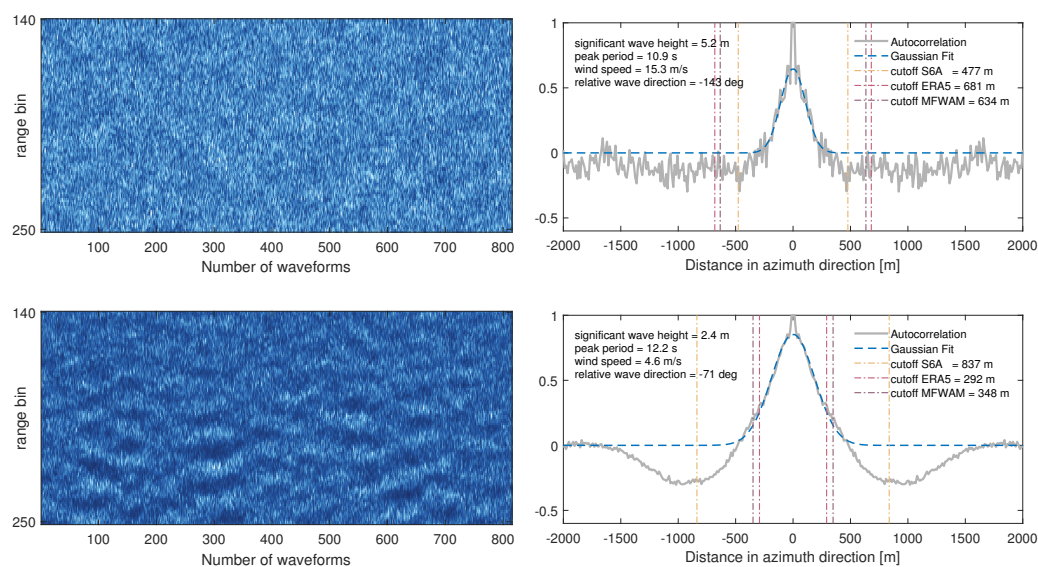 140
250
range bin
100 200 300 400 500 600 700 800
Number of waveforms
significant wave height = 5.2 m
peak period = 10.9 s
wind speed = 15.3 m/s
relative wave direction = -143 deg
Autocorrelation
Gaussian Fit
cutoff S6A = 477 m
cutoff ERA5 = 681 m
cutoff MFWAM = 634 m
1
0.5
0
-0.5
-2000 -1500 -1000 -500 0 500 1000 1500 2000
Distance in azimuth direction [m]
140
250
range bin
100 200 300 400 500 600 700 800
Number of waveforms
significant wave height = 2.4 m
peak period = 12.2 s
wind speed = 4.6 m/s
relative wave direction = -71 deg
Autocorrelation
Gaussian Fit
cutoff S6A = 837 m
cutoff ERA5 = 292 m
cutoff MFWAM = 348 m
1
0.5
0
-0.5
-2000 -1500 -1000 -500 0 500 1000 1500 2000
Distance in azimuth direction [m]